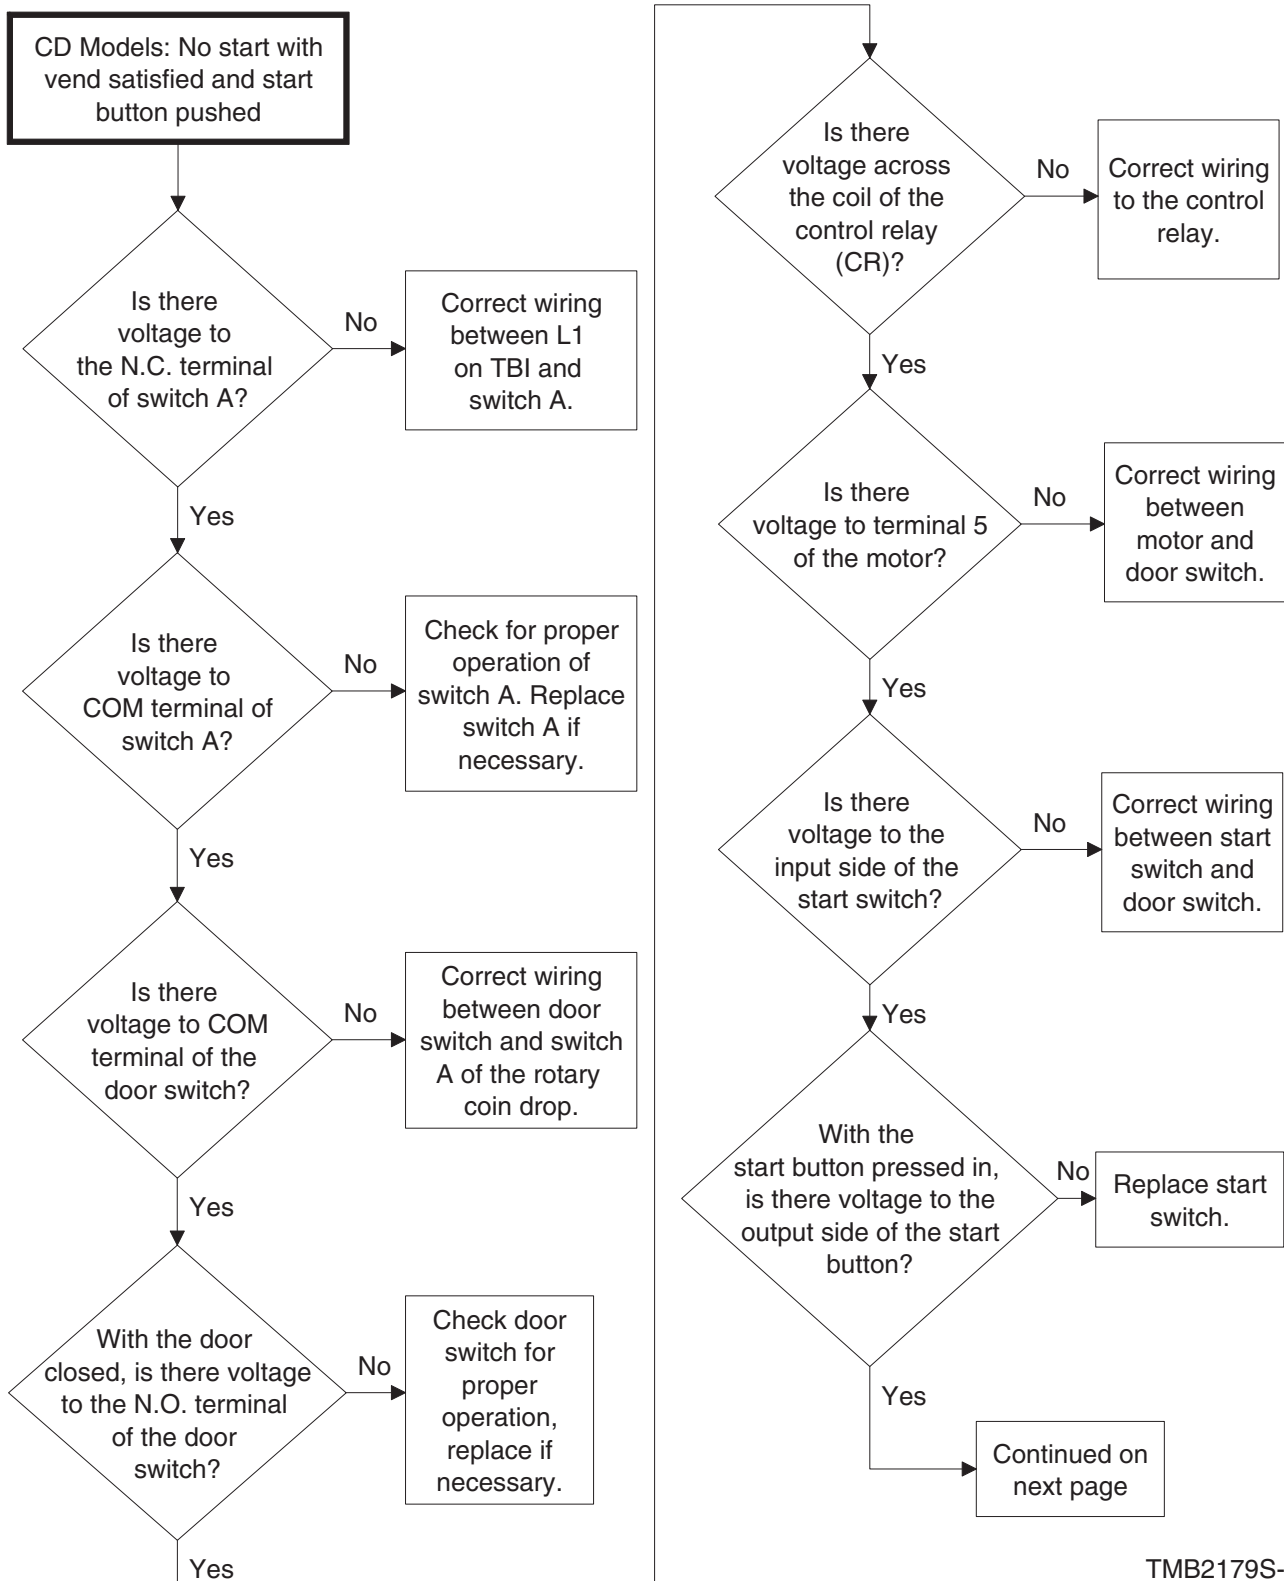 CD Models: No start with
vend satisfied and start
button pushed
Is there
voltage to
the N.C. terminal
of switch A?
No
Correct wiring
between L1
on TBI and
switch A.
Yes
Is there
voltage to
COM terminal of
switch A?
No
Check for proper
operation of
switch A. Replace
switch A if
necessary.
Yes
Is there
voltage to COM
terminal of the
door switch?
No
Correct wiring
between door
switch and switch
A of the rotary
coin drop.
Yes
With the door
closed, is there voltage
to the N.O. terminal
of the door
switch?
No
Check door
switch for
proper
operation,
replace if
necessary.
Yes
Is there
voltage across
the coil of the
control relay
(CR)?
No
Correct wiring
to the control
relay.
Yes
Is there
voltage to terminal 5
of the motor?
No
Correct wiring
between
motor and
door switch.
Yes
Is there
voltage to the
input side of the
start switch?
No
Correct wiring
between start
switch and
door switch.
Yes
With the
start button pressed in,
is there voltage to the
output side of the start
button?
No
Replace start
switch.
Yes
Continued on
next page
TMB2179S-